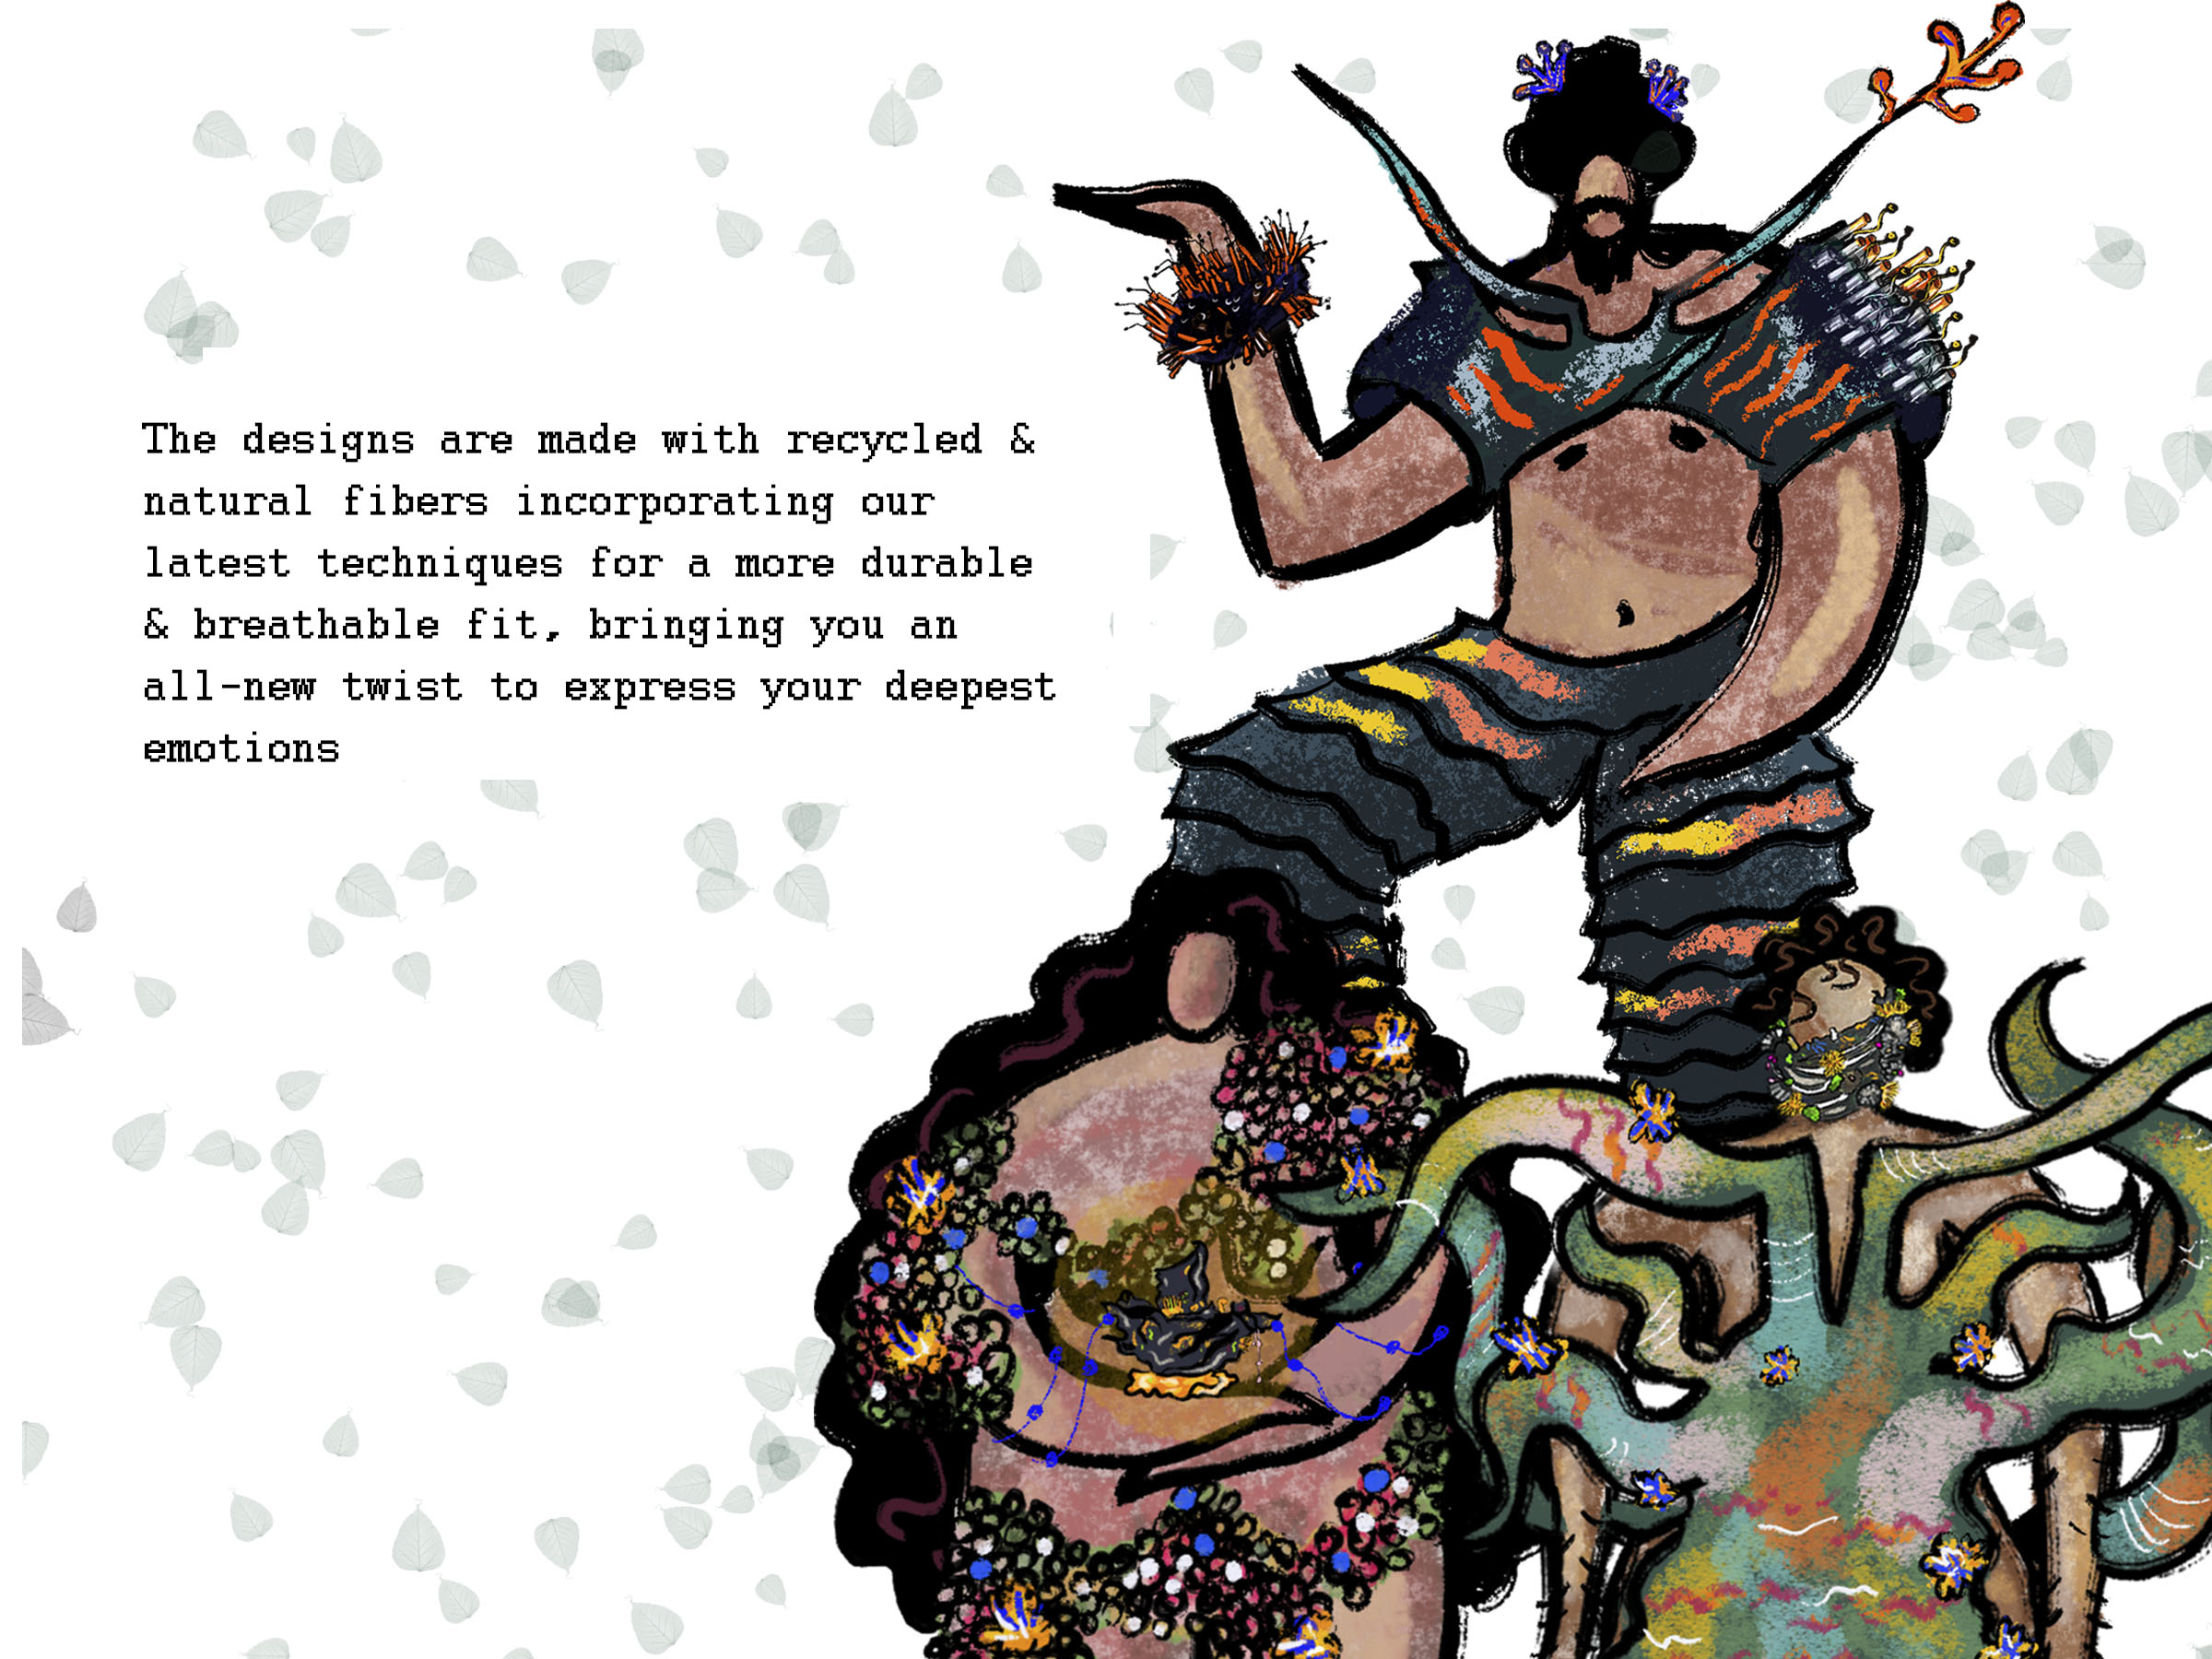 The designs are made with recycled &
natural fibers incorporating our
latest techniques for a more durable
& breathable fit, bringing you an
all-new twist to express your deepest
emotions